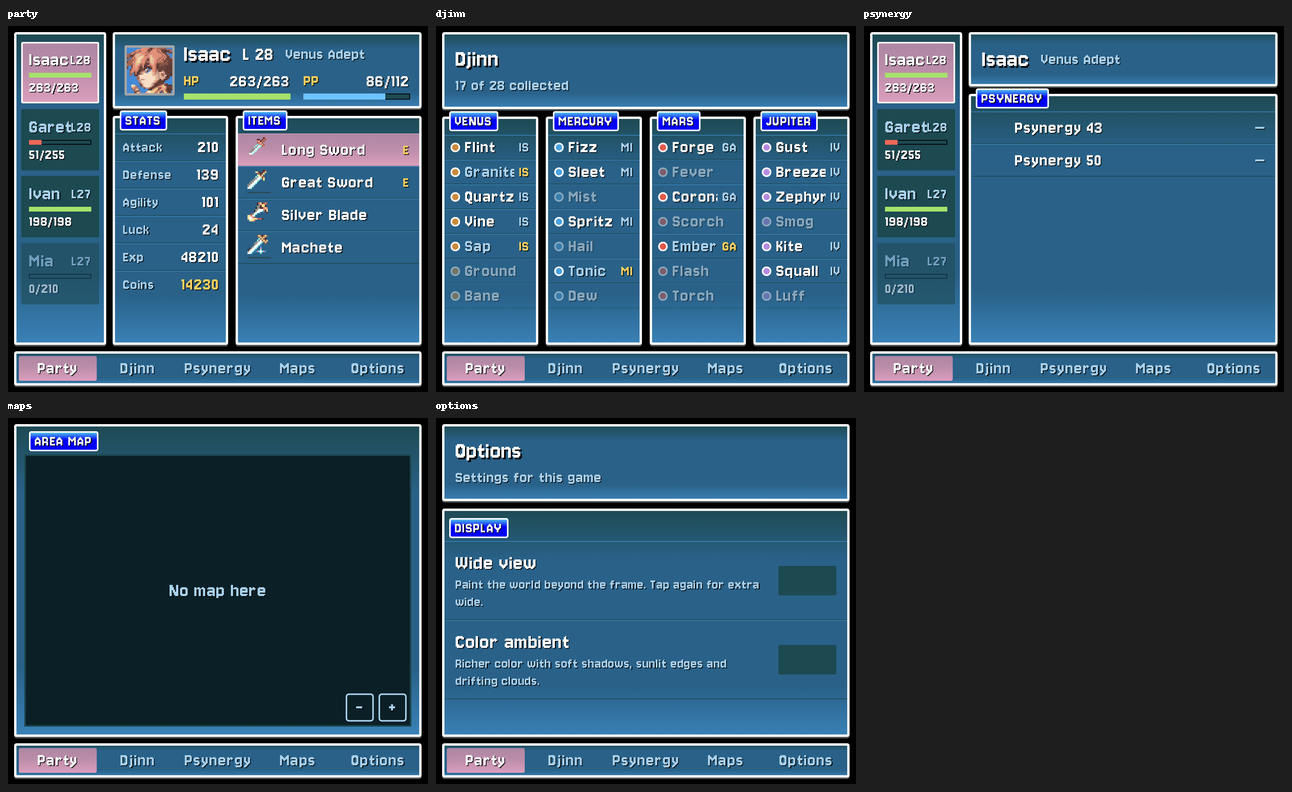 party
Isaac L28
263/263
Garet L28
51/255
Ivan L27
198/198
Mia L27
0/210
Isaac L 28 Venus Adept
HP 263/263 PP 86/112
STATS
Attack 210
Defense 139
Agility 101
Luck 24
Exp 48210
Coins 14230
ITEMS
Long Sword E
Great Sword E
Silver Blade
Machete
Party Djinn Psynergy Maps Options
djinn
Djinn
17 of 28 collected
VENUS
Flint IS
Granite IS
Quartz IS
Vine IS
Sap IS
Ground
Bane
MERCURY
Fizz MI
Sleet MI
Mist
Spritz MI
Hail
Tonic MI
Dew
MARS
Forge GA
Fever
Coron GA
Scorch
Ember GA
Flash
Torch
JUPITER
Gust IV
Breeze IV
Zephyr IV
Smog
Kite IV
Squall IV
Luff
Party Djinn Psynergy Maps Options
psynergy
Isaac L28
263/263
Garet L28
51/255
Ivan L27
198/198
Mia L27
0/210
Isaac Venus Adept
PSYNERGY
Psynergy 43 —
Psynergy 50 —
Party Djinn Psynergy Maps Options
maps
AREA MAP
No map here
- +
Party Djinn Psynergy Maps Options
options
Options
Settings for this game
DISPLAY
Wide view
Paint the world beyond the frame. Tap again for extra
wide.
Color ambient
Richer color with soft shadows, sunlit edges and
drifting clouds.
Party Djinn Psynergy Maps Options